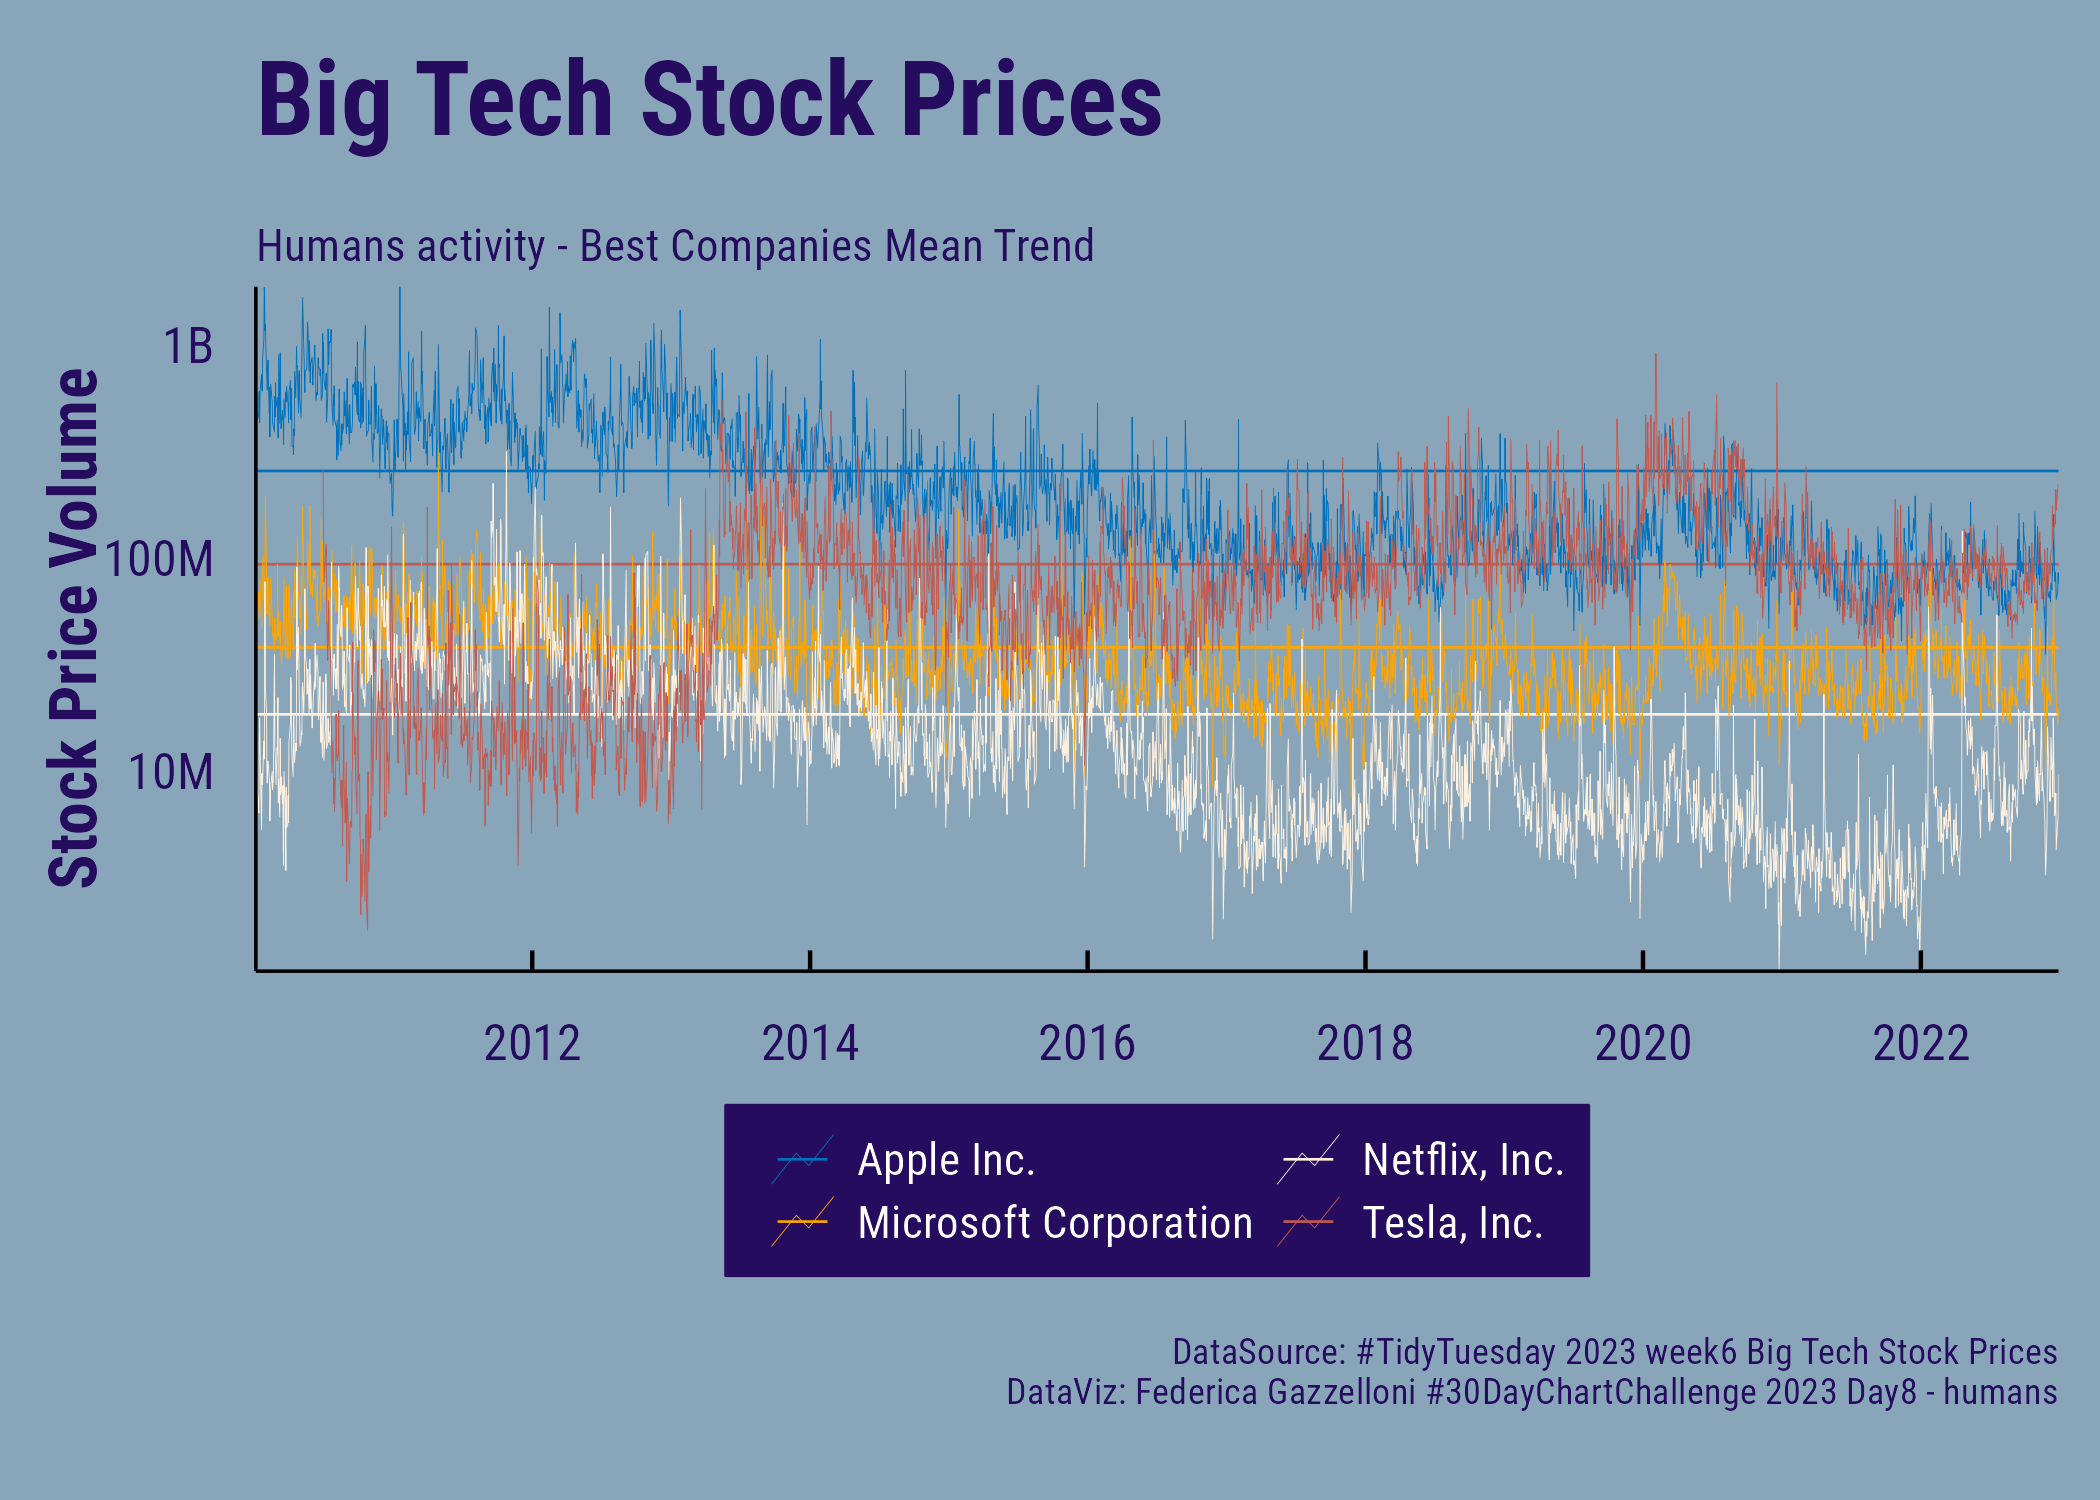 Big Tech Stock Prices
Humans activity - Best Companies Mean Trend
Stock Price Volume
1B
100M
10M
2012 2014 2016 2018 2020 2022
Apple Inc. Netflix, Inc.
Microsoft Corporation Tesla, Inc.
DataSource: #TidyTuesday 2023 week6 Big Tech Stock Prices
DataViz: Federica Gazzelloni #30DayChartChallenge 2023 Day8 - humans